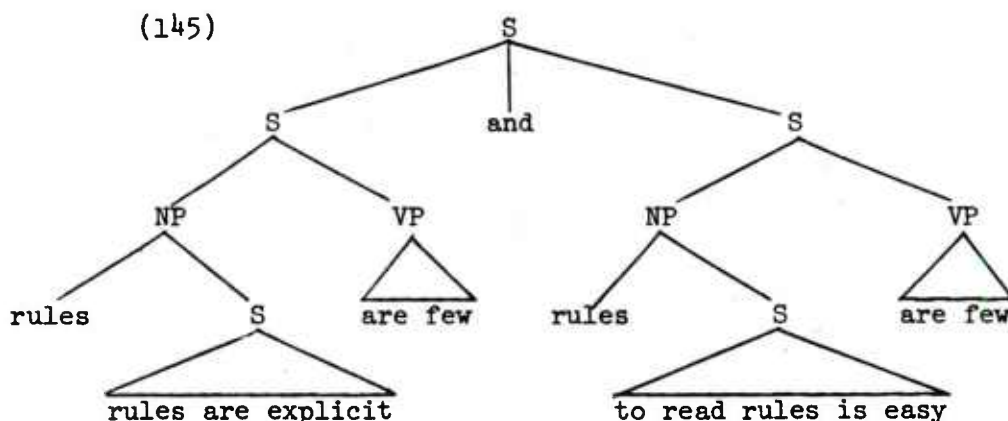 (145)
S
S and S
NP VP NP VP
rules S are few rules S are few
rules are explicit to read rules is easy